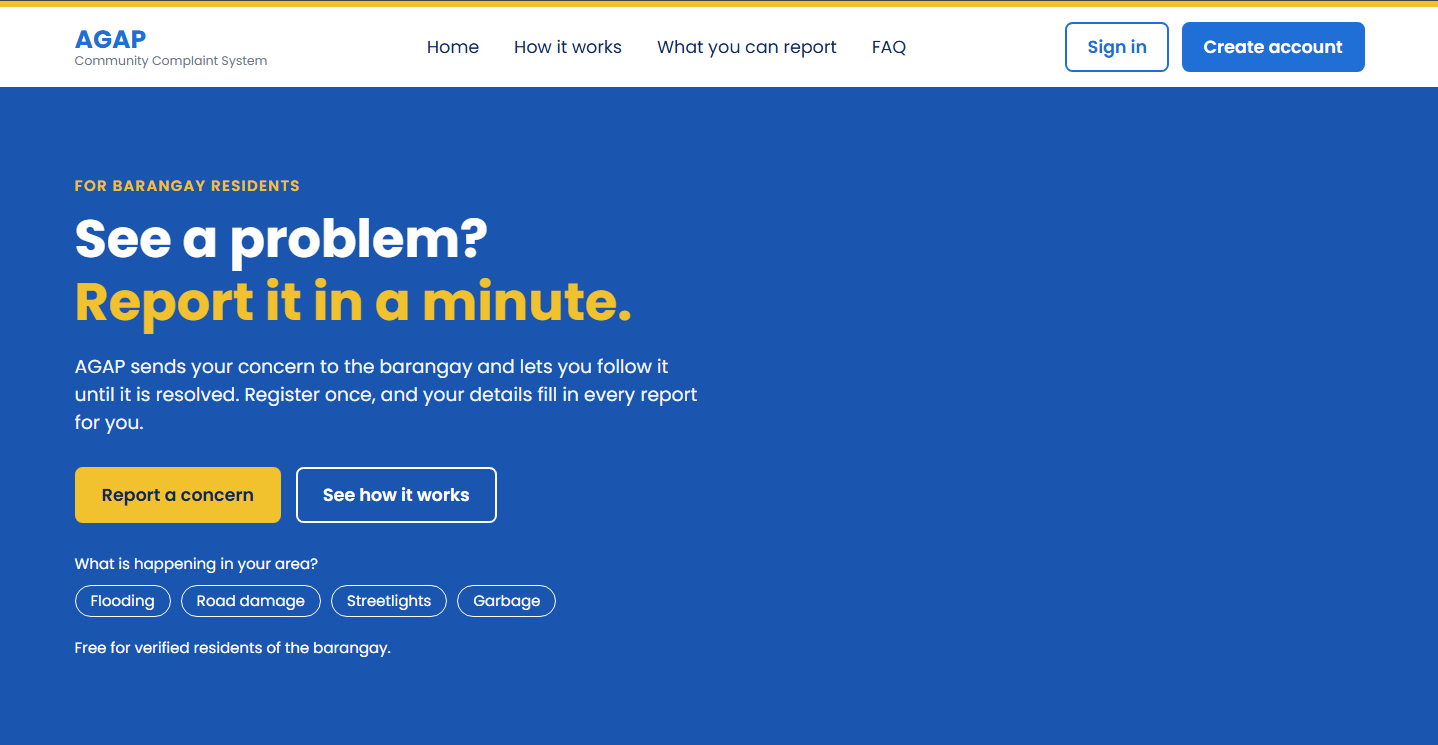 AGAP
Community Complaint System
Home
How it works
What you can report
FAQ
Sign in
Create account
FOR BARANGAY RESIDENTS
See a problem?
Report it in a minute.
AGAP sends your concern to the barangay and lets you follow it
until it is resolved. Register once, and your details fill in every report
for you.
Report a concern
See how it works
What is happening in your area?
Flooding
Road damage
Streetlights
Garbage
Free for verified residents of the barangay.